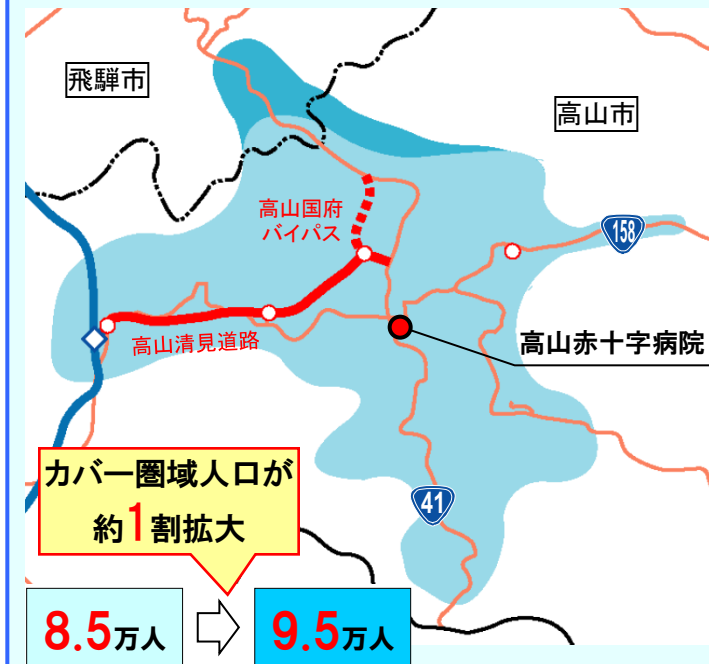 飛騨市
高山市
高山国府
バイパス
158
高山清見道路
高山赤十字病院
カバー圏域人口が
約1割拡大
41
8.5万人
9.5万人